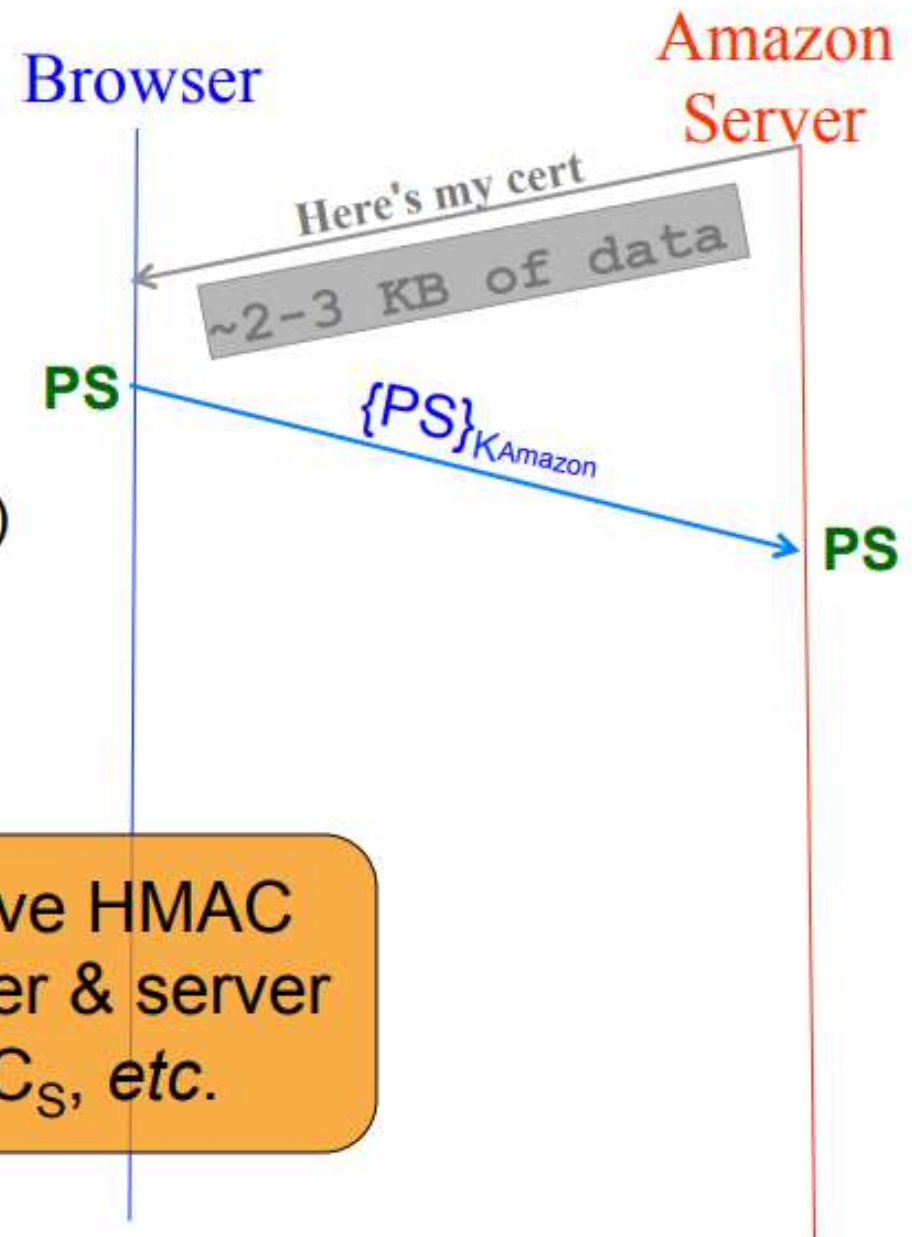 Browser
Amazon
Server
Here's my cert
~2-3 KB of data
PS
{PS}KAmazon
)
PS
ve HMAC
er & server
CS, etc.